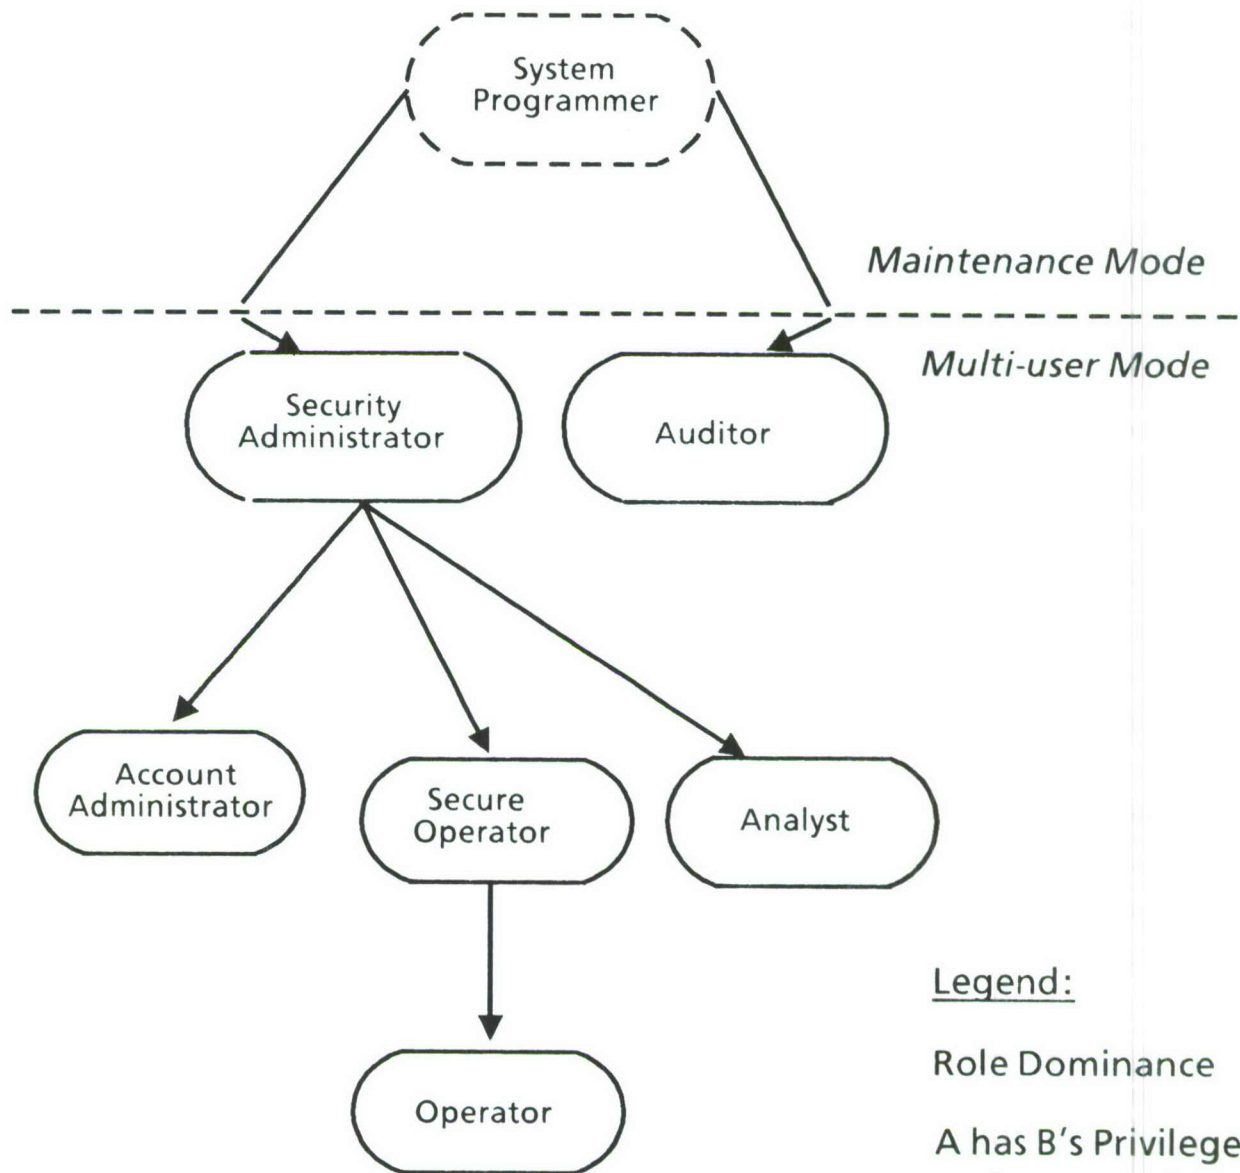 System
Programmer
Maintenance Mode
Multi-user Mode
Security
Administrator
Auditor
Account
Administrator
Secure
Operator
Analyst
Operator
Legend:
Role Dominance
A has B's Privilege